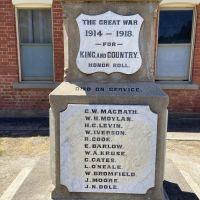 THE GREAT WAR
1914 - 1918.
- FOR -
KING AND COUNTRY.
HONOR ROLL.
DIED ON SERVICE.
C.W. MAGRATH.
W.H. MOYLAN.
H.G. LEVIN.
W. IVERSON.
R. COOK.
E. BARLOW.
W.A. KRUSE.
C. CATES.
L. O'NEALE.
W. BROMFIELD.
J. MOORE.
J.N. DOLE.